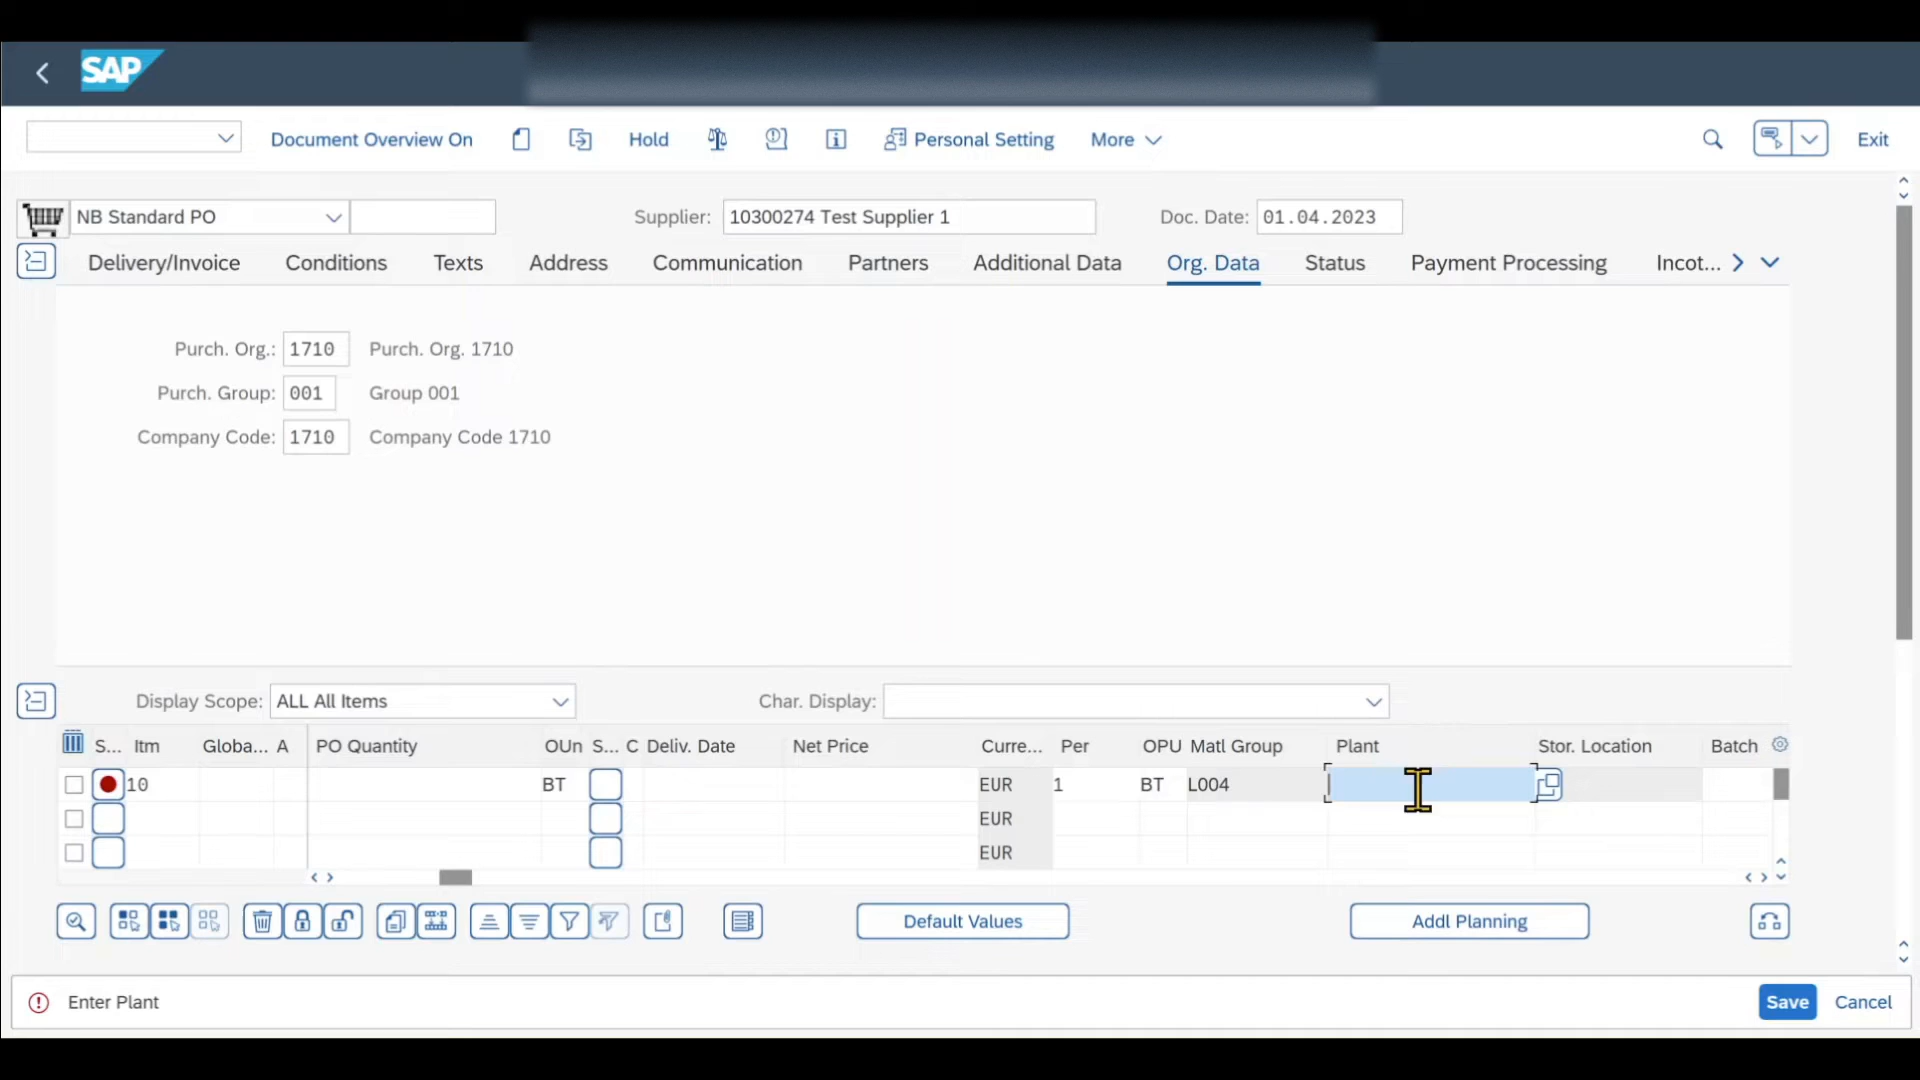 SAP
Document Overview On Hold Personal Setting More Exit
NB Standard PO Supplier: 10300274 Test Supplier 1 Doc. Date: 01.04.2023
Delivery/Invoice Conditions Texts Address Communication Partners Additional Data Org. Data Status Payment Processing Incot...
Purch. Org.: 1710 Purch. Org. 1710
Purch. Group: 001 Group 001
Company Code: 1710 Company Code 1710
Display Scope: ALL All Items Char. Display:
S... Itm Globa... A PO Quantity OUn S... C Deliv. Date Net Price Curre... Per OPU Matl Group Plant Stor. Location Batch
10 BT EUR 1 BT L004
EUR
EUR
Default Values Addl Planning
Enter Plant Save Cancel